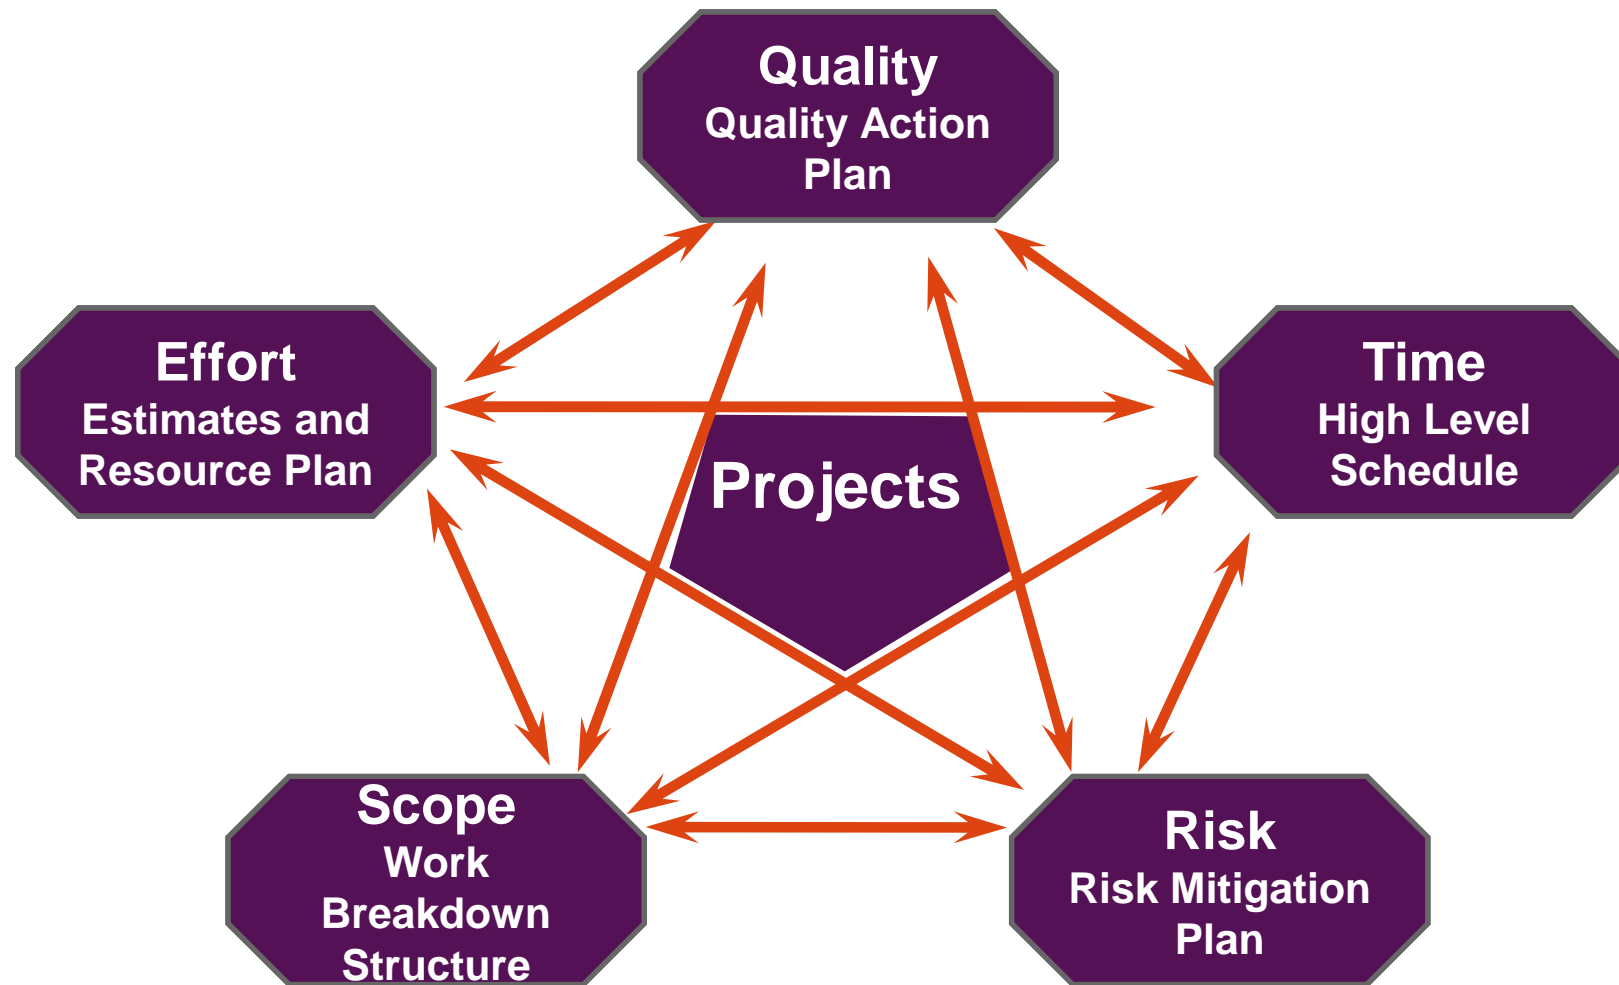 Quality
Quality Action
Plan
Effort
Estimates and
Resource Plan
Time
High Level
Schedule
Projects
Scope
Work
Breakdown
Structure
Risk
Risk Mitigation
Plan